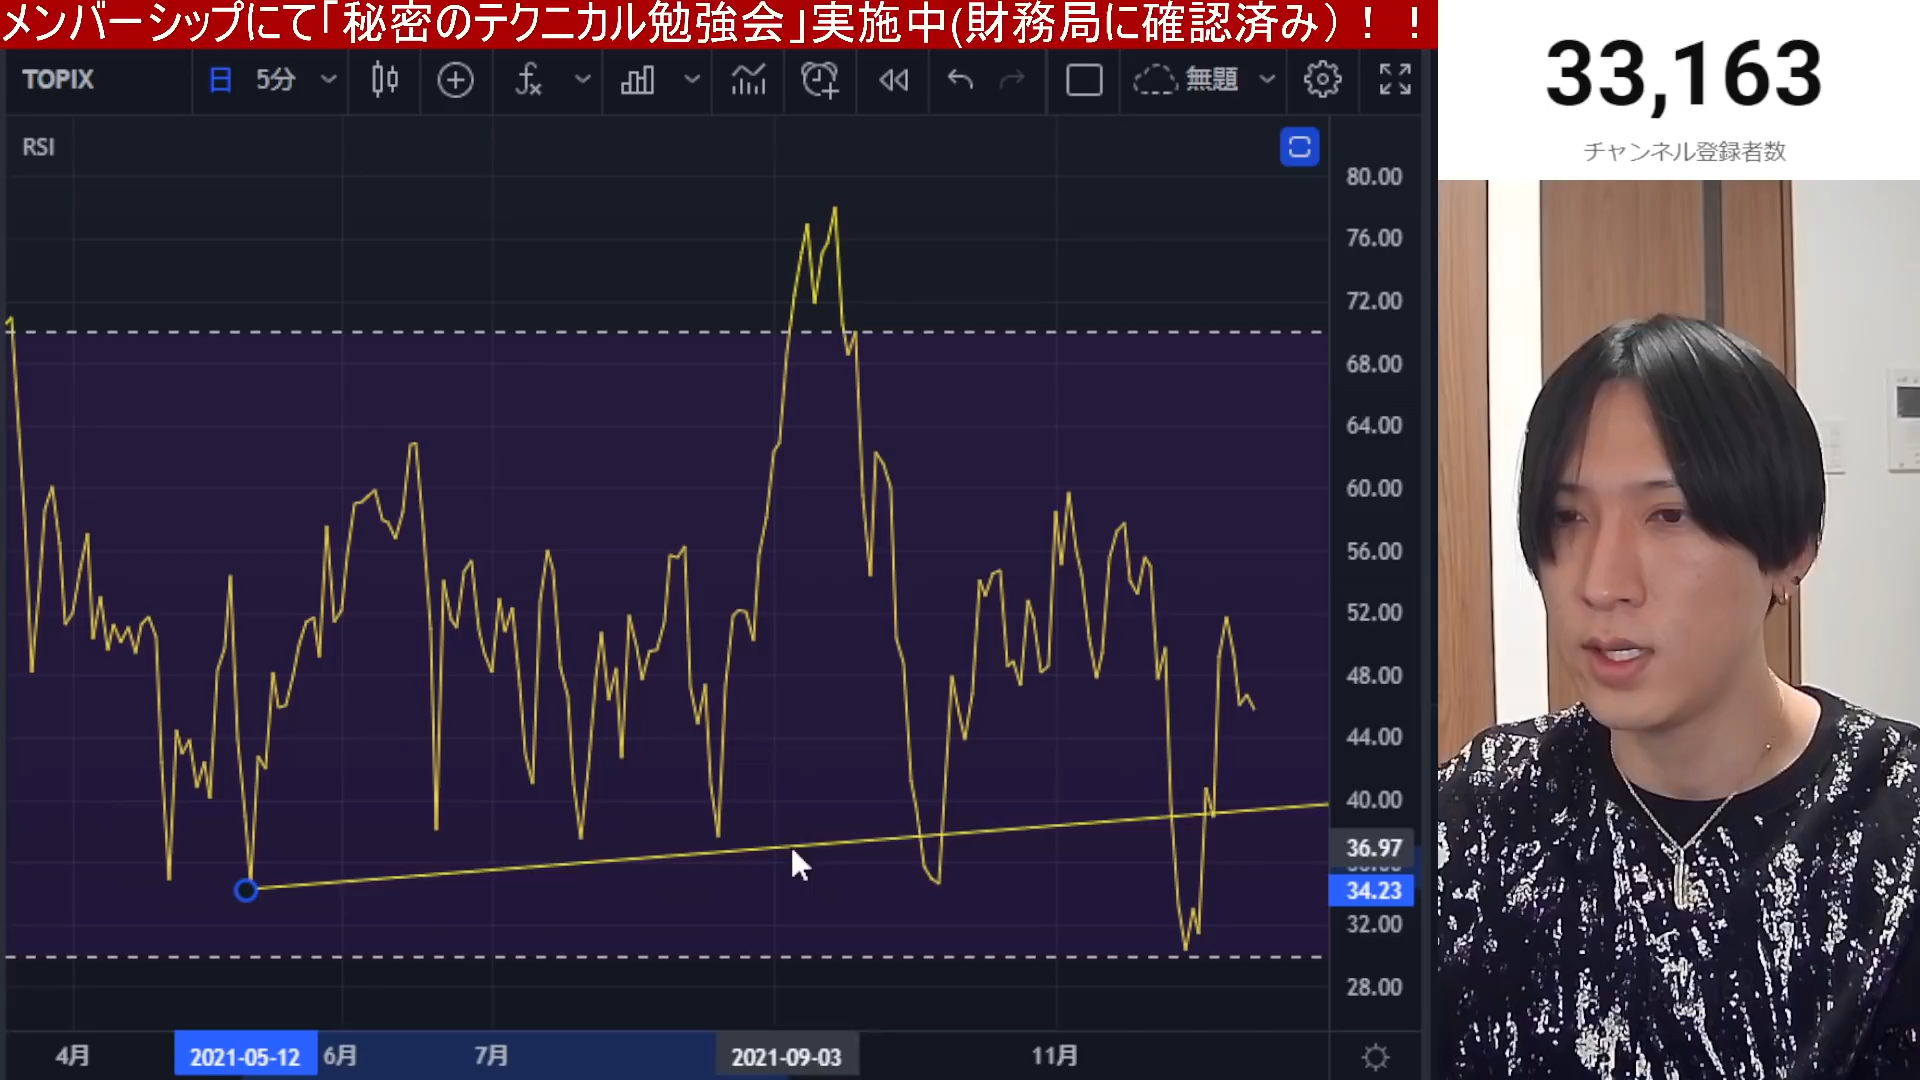 メンバーシップにて「秘密のテクニカル勉強会」実施中(財務局に確認済み）！！
33,163
チャンネル登録者数
TOPIX
日
5分
無題
RSI
80.00
76.00
72.00
68.00
64.00
60.00
56.00
52.00
48.00
44.00
40.00
36.97
34.23
32.00
28.00
4月
2021-05-12
6月
7月
2021-09-03
11月